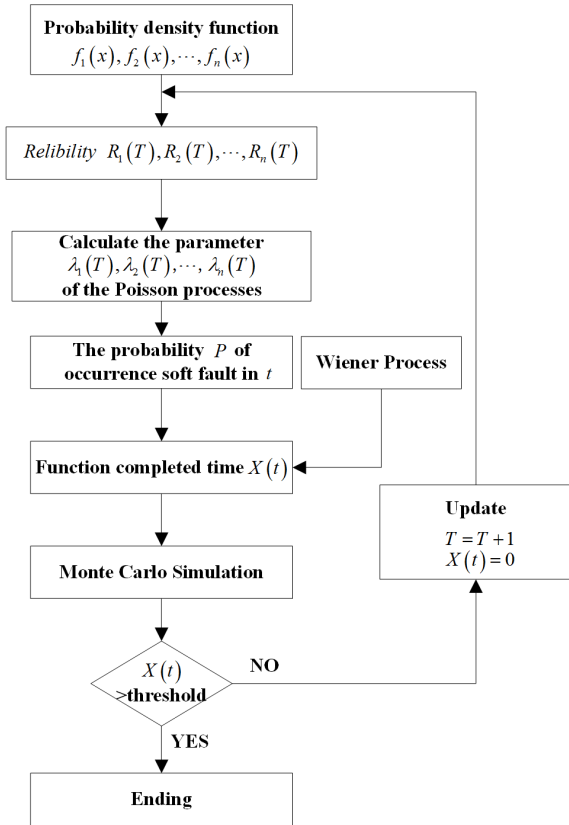 Probability density function
f₁(x), f₂(x), ···, fₙ(x)
Relibility R₁(T), R₂(T), ···, Rₙ(T)
Calculate the parameter
λ₁(T), λ₂(T), ···, λₙ(T)
of the Poisson processes
The probability P of
occurrence soft fault in t
Wiener Process
Function completed time X(t)
Update
T = T + 1
X(t) = 0
Monte Carlo Simulation
X(t)
>threshold
NO
YES
Ending